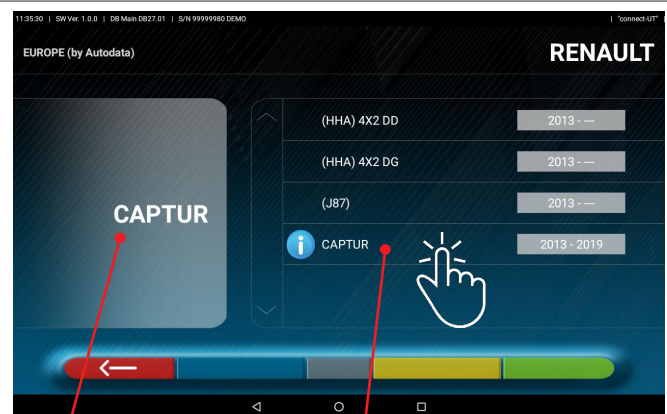 11:35:30 | SW Ver. 1.0.0 | DB Main DB27.01 | S/N 99999980 DEMO | "connect-UT"
EUROPE (by Autodata) RENAULT
CAPTUR
(HHA) 4X2 DD 2013 - ---
(HHA) 4X2 DG 2013 - ---
(J87) 2013 - ---
i CAPTUR 2013 - 2019